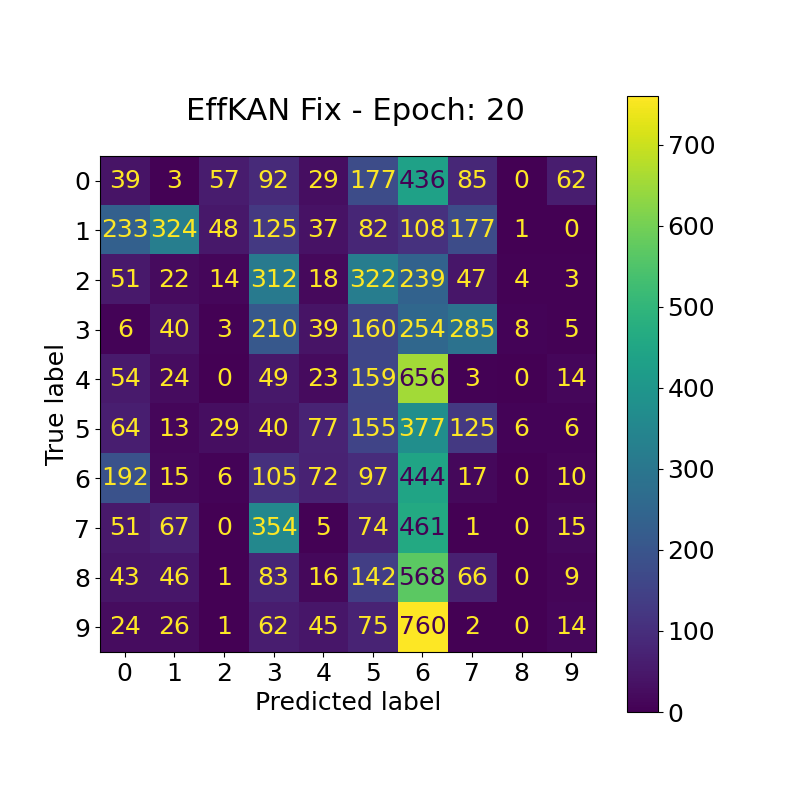 EffKAN Fix - Epoch: 20
0 39 3 57 92 29 177 436 85 0 62
1 233 324 48 125 37 82 108 177 1 0
2 51 22 14 312 18 322 239 47 4 3
3 6 40 3 210 39 160 254 285 8 5
4 54 24 0 49 23 159 656 3 0 14
5 64 13 29 40 77 155 377 125 6 6
6 192 15 6 105 72 97 444 17 0 10
7 51 67 0 354 5 74 461 1 0 15
8 43 46 1 83 16 142 568 66 0 9
9 24 26 1 62 45 75 760 2 0 14
0 1 2 3 4 5 6 7 8 9
Predicted label
True label
700
600
500
400
300
200
100
0